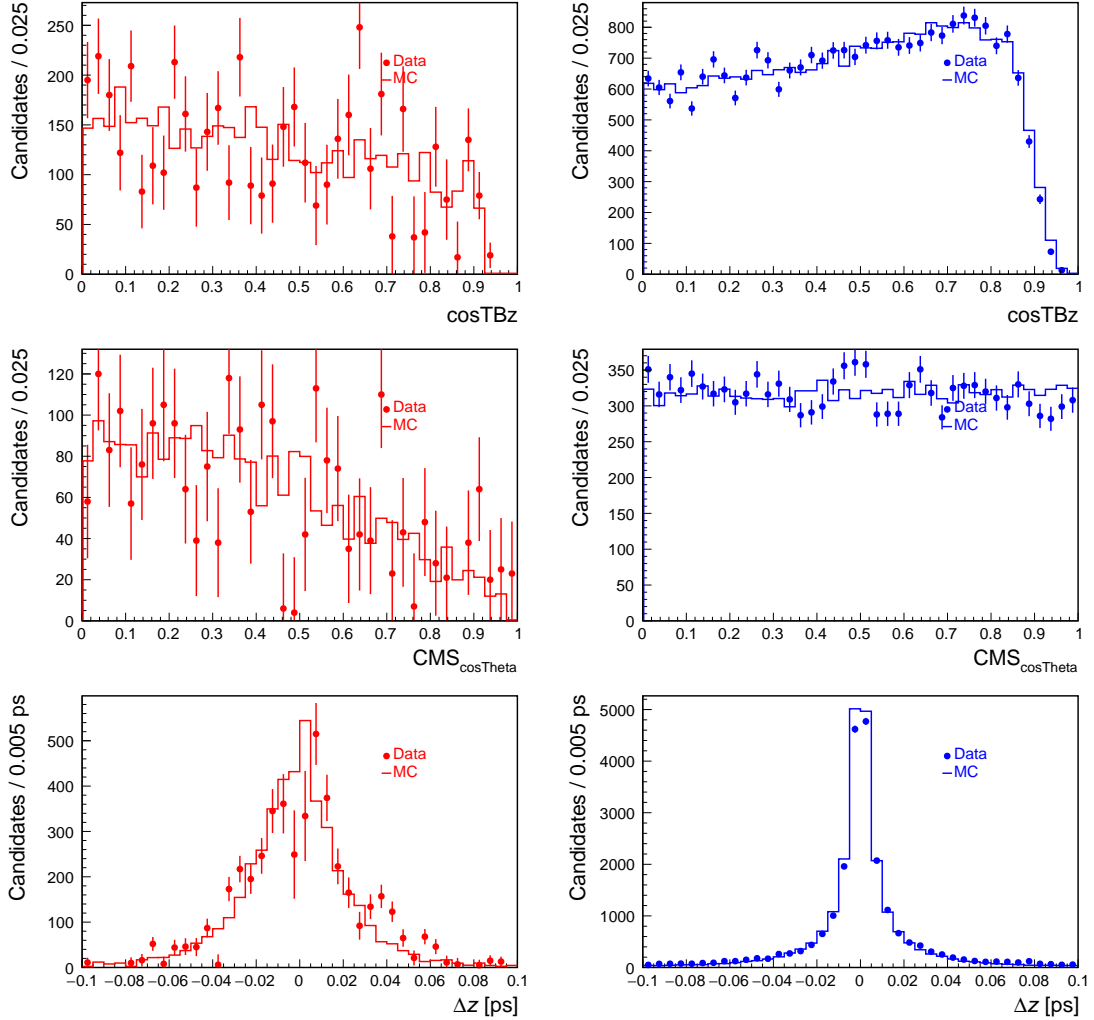 Candidates / 0.025
250
200
150
100
50
0
Data
MC
0 0.1 0.2 0.3 0.4 0.5 0.6 0.7 0.8 0.9 1
cosTBz
Candidates / 0.025
800
700
600
500
400
300
200
100
0
Data
MC
0 0.1 0.2 0.3 0.4 0.5 0.6 0.7 0.8 0.9 1
cosTBz
Candidates / 0.025
120
100
80
60
40
20
0
Data
MC
0 0.1 0.2 0.3 0.4 0.5 0.6 0.7 0.8 0.9 1
CMS cosTheta
Candidates / 0.025
350
300
250
200
150
100
50
0
Data
MC
0 0.1 0.2 0.3 0.4 0.5 0.6 0.7 0.8 0.9 1
CMS cosTheta
Candidates / 0.005 ps
500
400
300
200
100
0
Data
MC
−0.1 −0.08 −0.06 −0.04 −0.02 0 0.02 0.04 0.06 0.08 0.1
Δz [ps]
Candidates / 0.005 ps
5000
4000
3000
2000
1000
0
Data
MC
−0.1 −0.08 −0.06 −0.04 −0.02 0 0.02 0.04 0.06 0.08 0.1
Δz [ps]